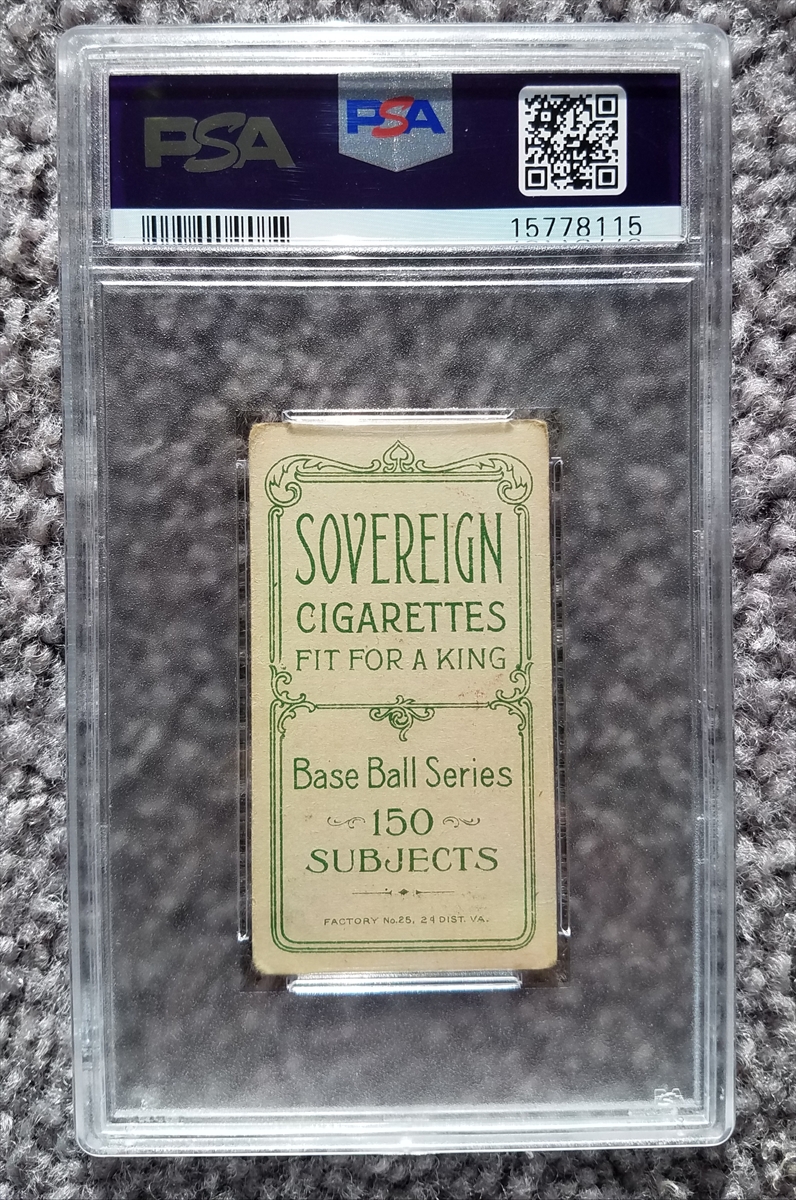 PSA
PSA
15778115
SOVEREIGN
CIGARETTES
FIT FOR A KING
Base Ball Series
150
SUBJECTS
FACTORY No.25, 2d DIST. VA.
PSA